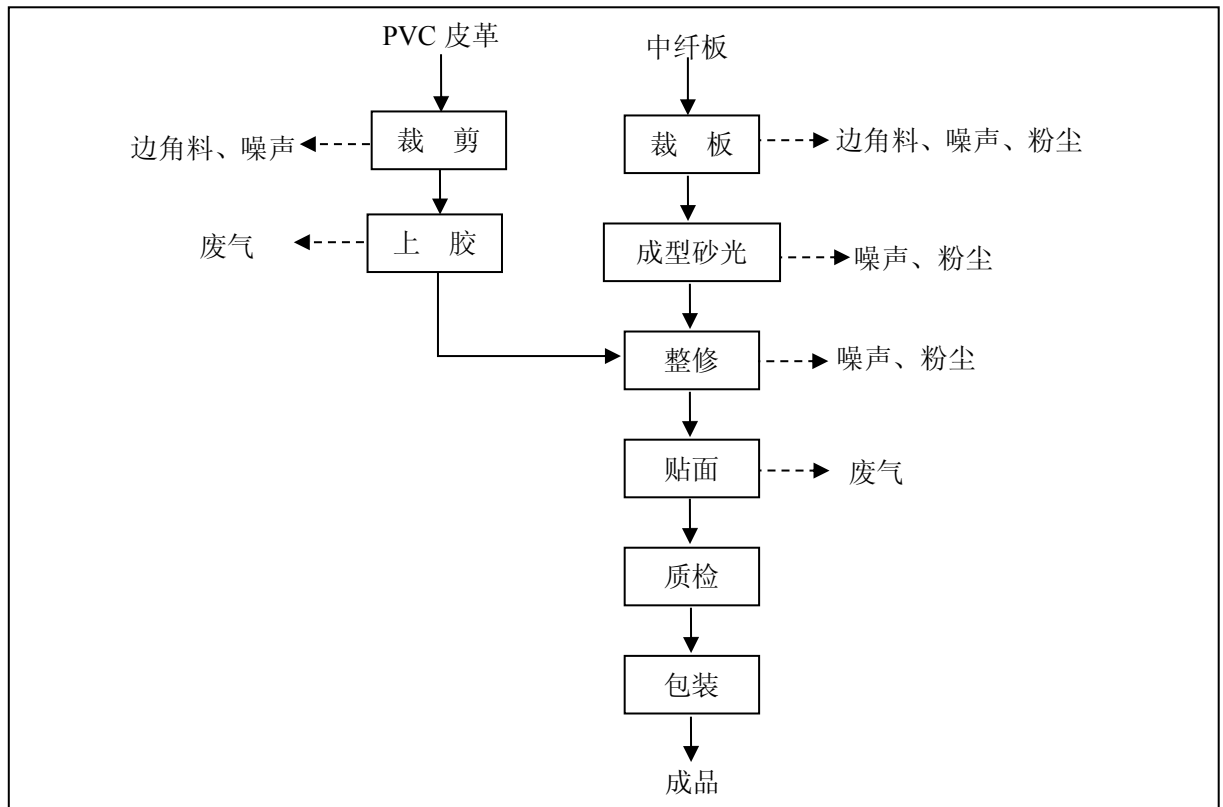 PVC 皮革
中纤板
边角料、噪声
裁 剪
裁 板
边角料、噪声、粉尘
废气
上 胶
成型砂光
噪声、粉尘
整修
噪声、粉尘
贴面
废气
质检
包装
成品